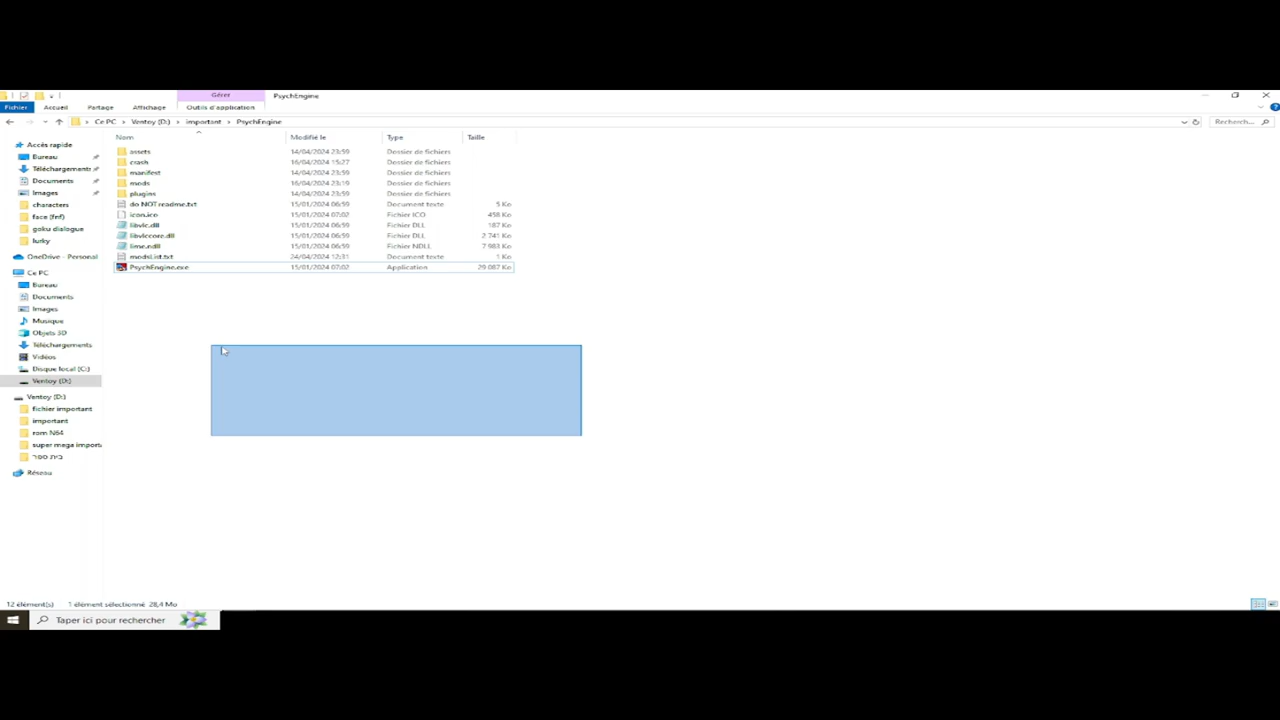 Gérer PsychEngine
Fichier Accueil Partage Affichage Outils d'application
Ce PC > Ventoy (D:) > important > PsychEngine Recherch...
Nom Modifié le Type Taille
Accès rapide
Bureau
Téléchargements
Documents
Images
characters
face (fnf)
goku dialogue
lurky
OneDrive - Personal
Ce PC
Bureau
Documents
Images
Musique
Objets 3D
Téléchargements
Vidéos
Disque local (C:)
Ventoy (D:)
Ventoy (D:)
fichier important
important
rom N64
super mega importa
בית ספר
Réseau
assets 14/04/2024 23:59 Dossier de fichiers
crash 16/04/2024 15:27 Dossier de fichiers
manifest 14/04/2024 23:59 Dossier de fichiers
mods 16/04/2024 23:19 Dossier de fichiers
plugins 14/04/2024 23:59 Dossier de fichiers
do NOT readme.txt 15/01/2024 06:59 Document texte 5 Ko
icon.ico 15/01/2024 07:02 Fichier ICO 458 Ko
libvlc.dll 15/01/2024 06:59 Fichier DLL 187 Ko
libvlccore.dll 15/01/2024 06:59 Fichier DLL 2 741 Ko
lime.ndll 15/01/2024 06:59 Fichier NDLL 7 983 Ko
modsList.txt 24/04/2024 12:31 Document texte 1 Ko
PsychEngine.exe 15/01/2024 07:02 Application 29 087 Ko
12 élément(s) 1 élément sélectionné 28,4 Mo
Taper ici pour rechercher